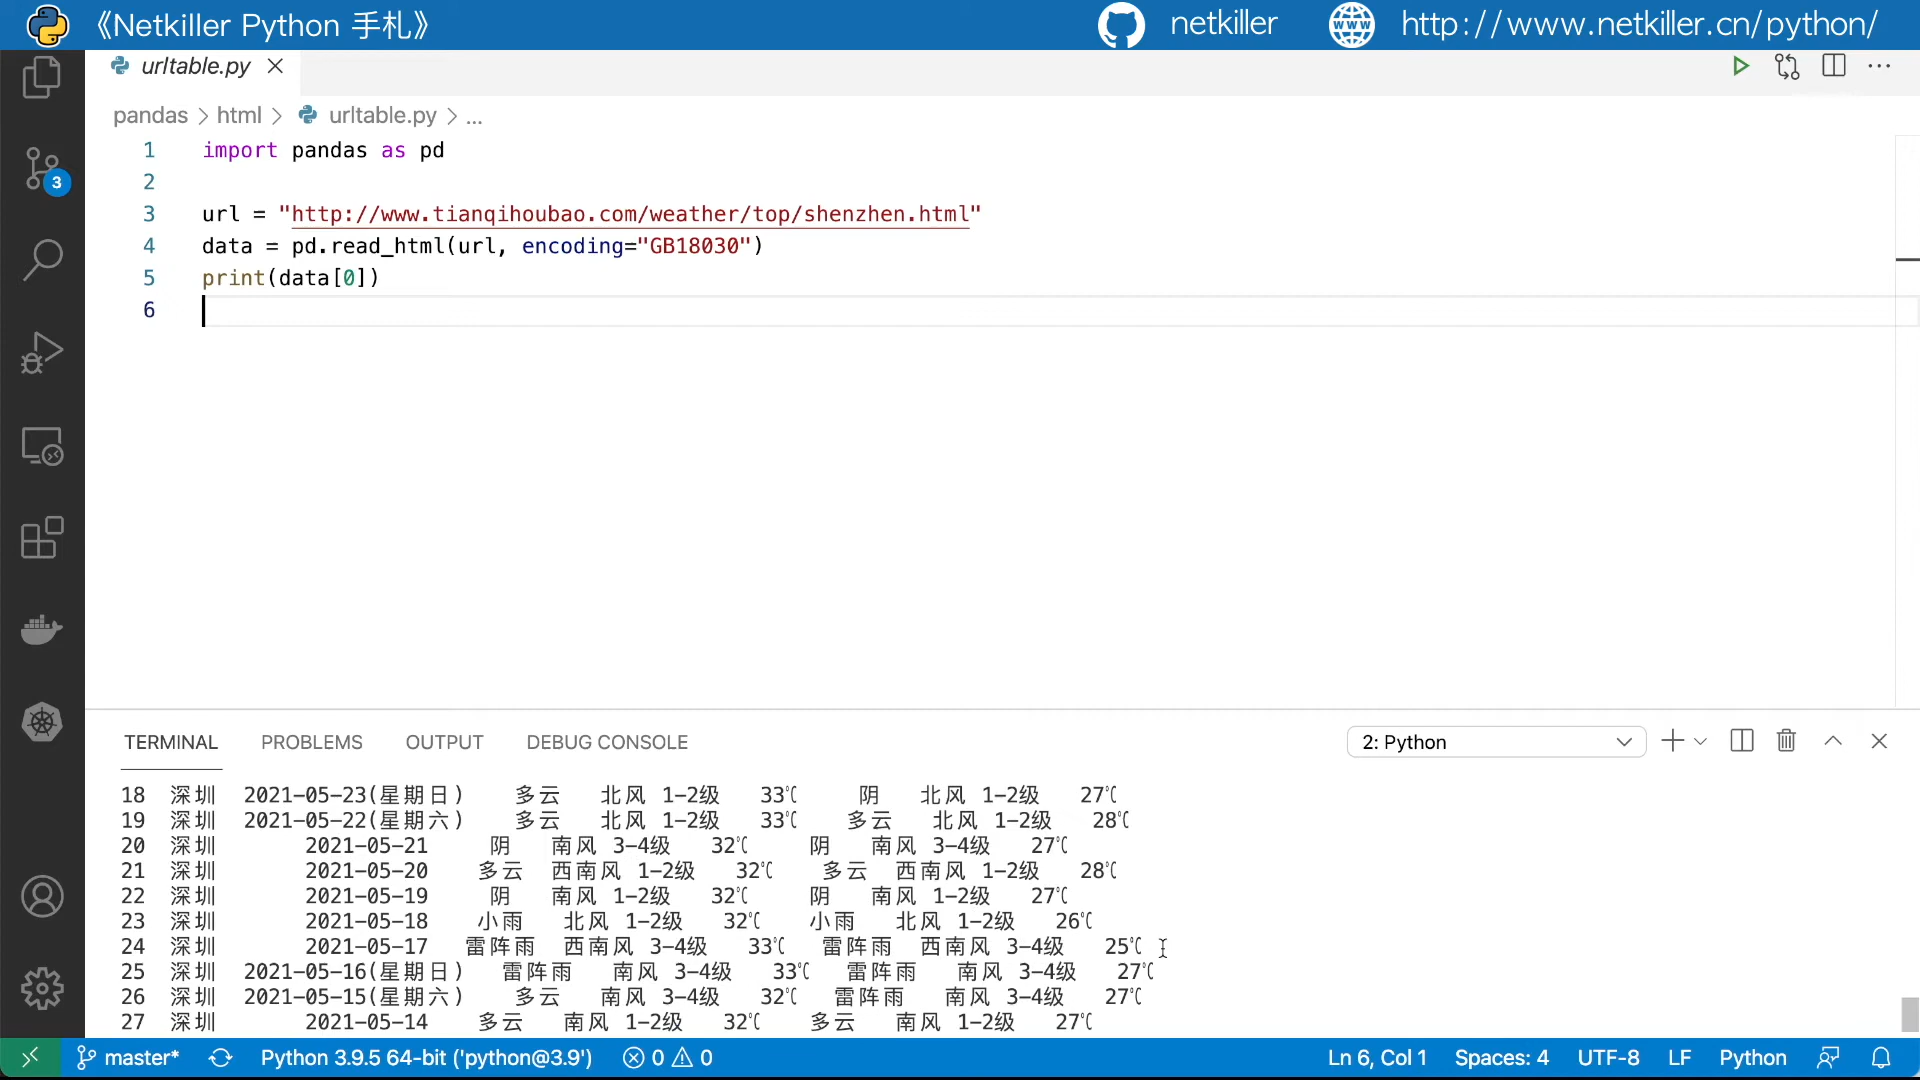 《Netkiller Python 手札》 netkiller http://www.netkiller.cn/python/
urltable.py
pandas > html > urltable.py > ...
1 import pandas as pd
2
3 url = "http://www.tianqihoubao.com/weather/top/shenzhen.html"
4 data = pd.read_html(url, encoding="GB18030")
5 print(data[0])
6
3
TERMINAL PROBLEMS OUTPUT DEBUG CONSOLE 2: Python
18 深圳 2021-05-23(星期日) 多云 北风 1-2级 33℃ 阴 北风 1-2级 27℃
19 深圳 2021-05-22(星期六) 多云 北风 1-2级 33℃ 多云 北风 1-2级 28℃
20 深圳 2021-05-21 阴 南风 3-4级 32℃ 阴 南风 3-4级 27℃
21 深圳 2021-05-20 多云 西南风 1-2级 32℃ 多云 西南风 1-2级 28℃
22 深圳 2021-05-19 阴 南风 1-2级 32℃ 阴 南风 1-2级 27℃
23 深圳 2021-05-18 小雨 北风 1-2级 32℃ 小雨 北风 1-2级 26℃
24 深圳 2021-05-17 雷阵雨 西南风 3-4级 33℃ 雷阵雨 西南风 3-4级 25℃
25 深圳 2021-05-16(星期日) 雷阵雨 南风 3-4级 33℃ 雷阵雨 南风 3-4级 27℃
26 深圳 2021-05-15(星期六) 多云 南风 3-4级 32℃ 雷阵雨 南风 3-4级 27℃
27 深圳 2021-05-14 多云 南风 1-2级 32℃ 多云 南风 1-2级 27℃
master* Python 3.9.5 64-bit ('python@3.9') 0 0 Ln 6, Col 1 Spaces: 4 UTF-8 LF Python